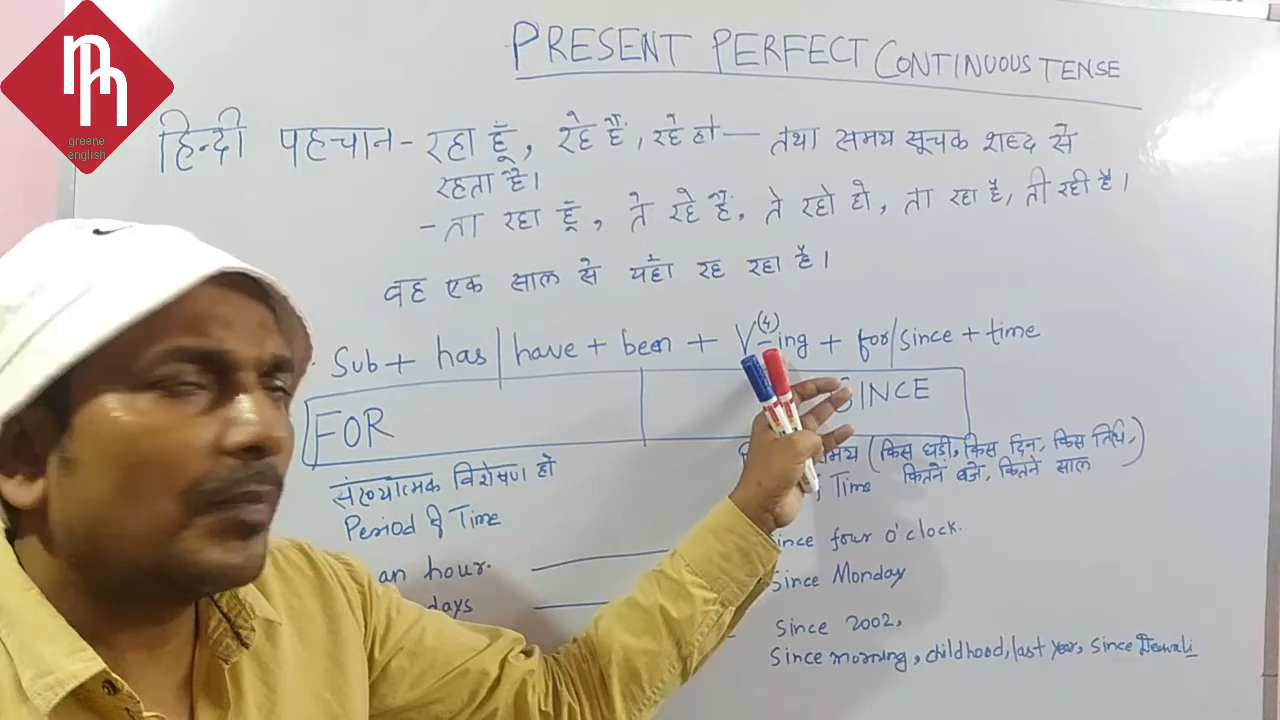 greene
english
PRESENT PERFECT CONTINUOUS TENSE
हिन्दी पहचान - रहा हूँ, रहे हैं, रहे हो — तथा समय सूचक शब्द से
रहता है।
- ता रहा हूँ, ते रहे हैं, ते रहो हो, ता रहा है, ती रही है।
वह एक साल से यहाँ रह रहा है।
Sub + has/have + been + V(4)-ing + for/since + time
FOR
SINCE
संख्यात्मक विशेषण हो
समय (किस घड़ी, किस दिन, किस तिथि,
कितने बजे, कितने साल)
Period of Time
Time
an hour.
since four o'clock.
days
Since Monday
Since 2002,
Since morning, childhood, last year, since Dewali